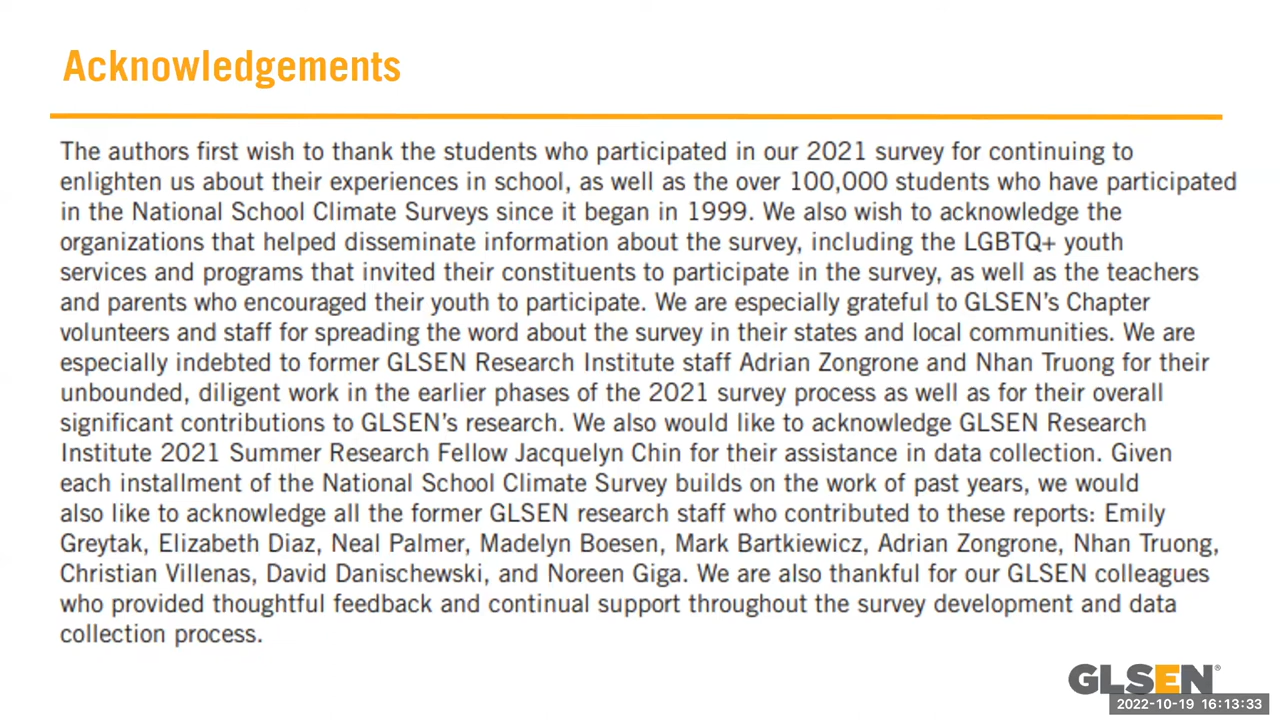 Acknowledgements
The authors first wish to thank the students who participated in our 2021 survey for continuing to
enlighten us about their experiences in school, as well as the over 100,000 students who have participated
in the National School Climate Surveys since it began in 1999. We also wish to acknowledge the
organizations that helped disseminate information about the survey, including the LGBTQ+ youth
services and programs that invited their constituents to participate in the survey, as well as the teachers
and parents who encouraged their youth to participate. We are especially grateful to GLSEN's Chapter
volunteers and staff for spreading the word about the survey in their states and local communities. We are
especially indebted to former GLSEN Research Institute staff Adrian Zongrone and Nhan Truong for their
unbounded, diligent work in the earlier phases of the 2021 survey process as well as for their overall
significant contributions to GLSEN's research. We also would like to acknowledge GLSEN Research
Institute 2021 Summer Research Fellow Jacquelyn Chin for their assistance in data collection. Given
each installment of the National School Climate Survey builds on the work of past years, we would
also like to acknowledge all the former GLSEN research staff who contributed to these reports: Emily
Greytak, Elizabeth Diaz, Neal Palmer, Madelyn Boesen, Mark Bartkiewicz, Adrian Zongrone, Nhan Truong,
Christian Villenas, David Danischewski, and Noreen Giga. We are also thankful for our GLSEN colleagues
who provided thoughtful feedback and continual support throughout the survey development and data
collection process.
GLSEN®
2022-10-19 16:13:33